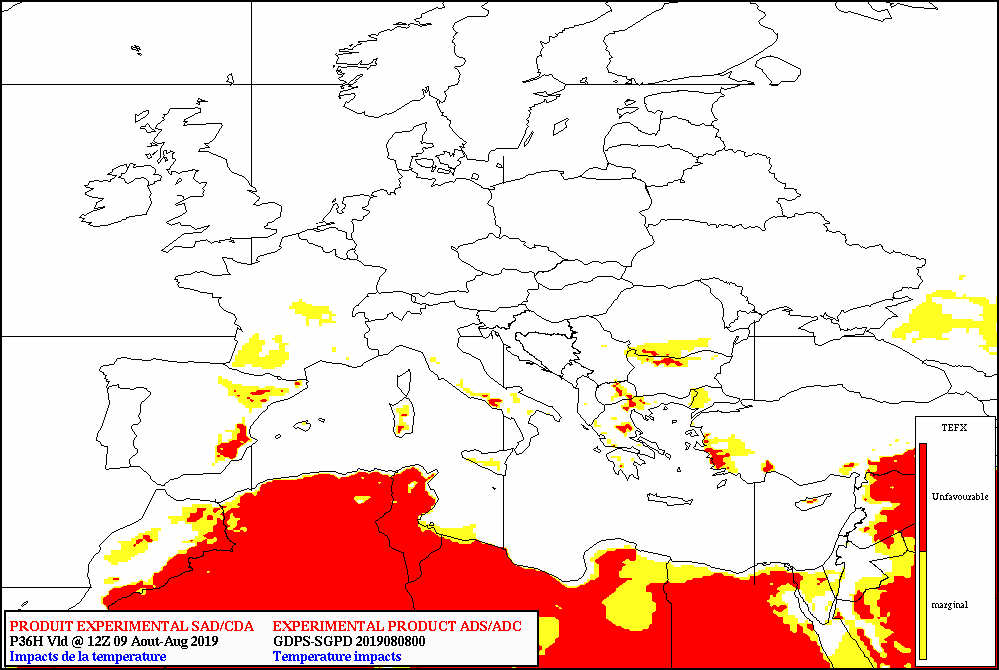 TEFX
Unfavourable
marginal
PRODUIT EXPERIMENTAL SAD/CDA EXPERIMENTAL PRODUCT ADS/ADC
P36H Vld @ 12Z 09 Aout-Aug 2019 GDPS-SGPD 2019080800
Impacts de la temperature Temperature impacts